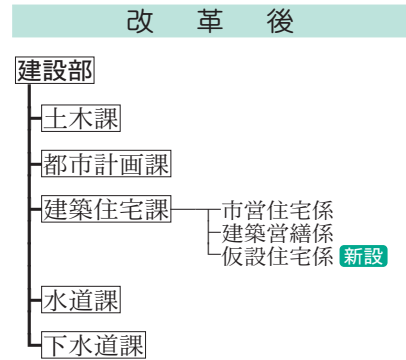 改革後
建設部
土木課
都市計画課
建築住宅課
市営住宅係
建築営繕係
仮設住宅係 新設
水道課
下水道課